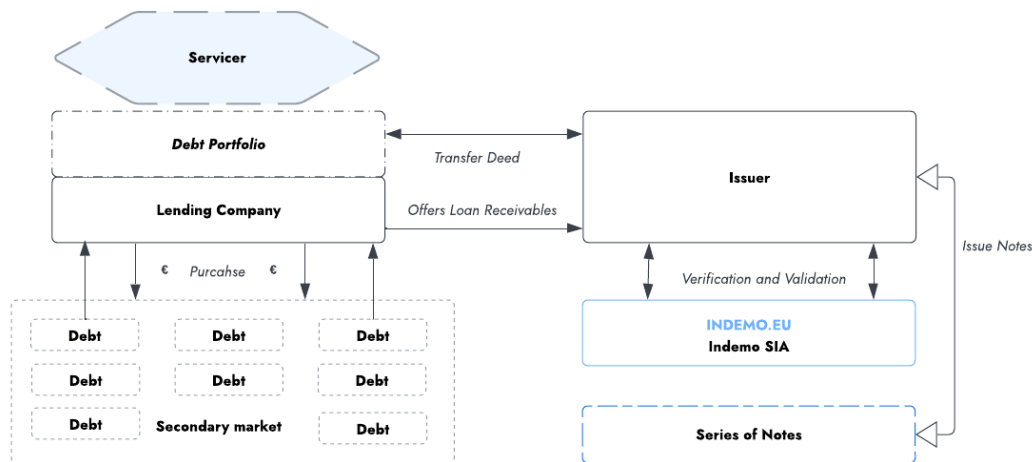 Servicer
Debt Portfolio
Transfer Deed
Issuer
Lending Company
Offers Loan Receivables
Issue Notes
€ Purcahse €
Verification and Validation
Debt Debt Debt
INDEMO.EU
Indemo SIA
Debt Debt Debt
Debt Secondary market Debt
Series of Notes